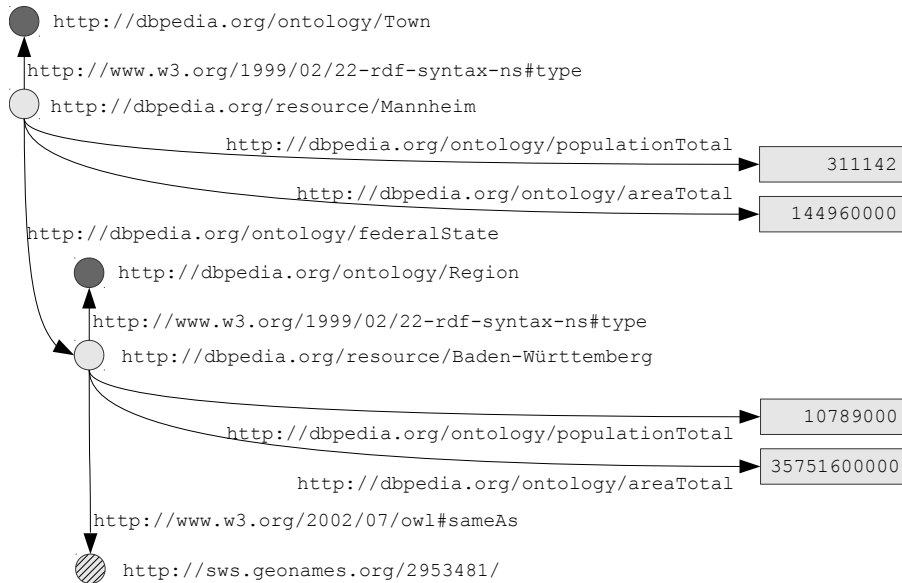 http://dbpedia.org/ontology/Town
http://www.w3.org/1999/02/22-rdf-syntax-ns#type
http://dbpedia.org/resource/Mannheim
http://dbpedia.org/ontology/populationTotal
311142
http://dbpedia.org/ontology/areaTotal
144960000
http://dbpedia.org/ontology/federalState
http://dbpedia.org/ontology/Region
http://www.w3.org/1999/02/22-rdf-syntax-ns#type
http://dbpedia.org/resource/Baden-Württemberg
10789000
http://dbpedia.org/ontology/populationTotal
35751600000
http://dbpedia.org/ontology/areaTotal
http://www.w3.org/2002/07/owl#sameAs
http://sws.geonames.org/2953481/